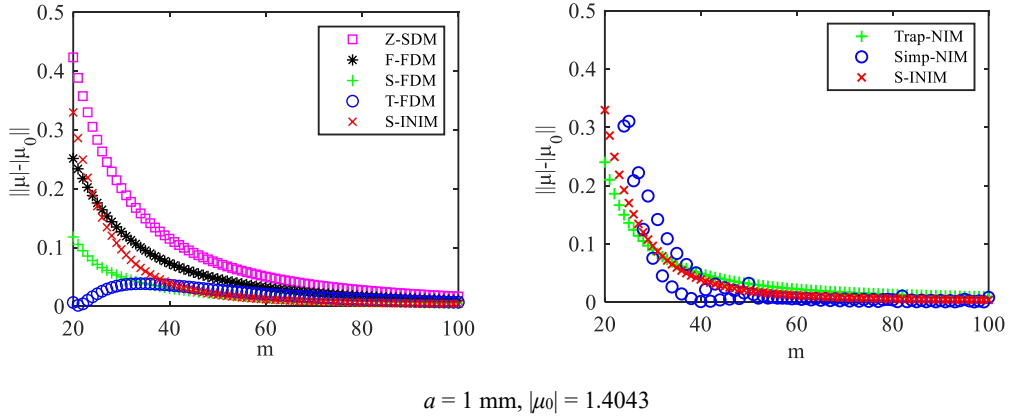 0.5
0.4
0.3
0.2
0.1
0
20 40 60 80 100
m
||μ|-|μ0||
Z-SDM
F-FDM
S-FDM
T-FDM
S-INIM
0.5
0.4
0.3
0.2
0.1
0
20 40 60 80 100
m
||μ|-|μ0||
Trap-NIM
Simp-NIM
S-INIM
a = 1 mm, |μ0| = 1.4043